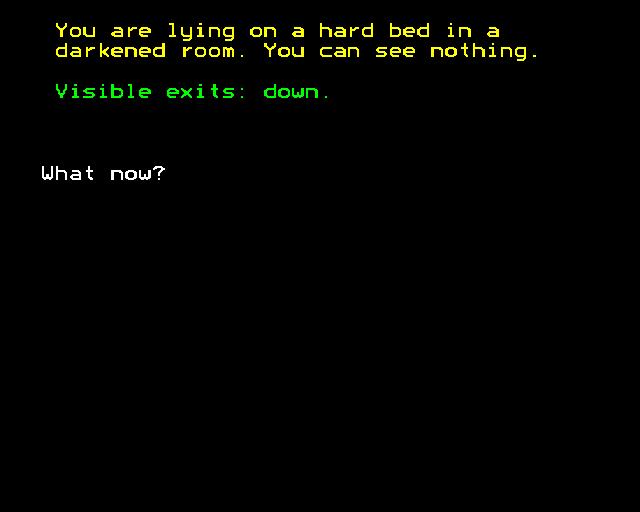 You are lying on a hard bed in a
darkened room. You can see nothing.
Visible exits: down.
What now?